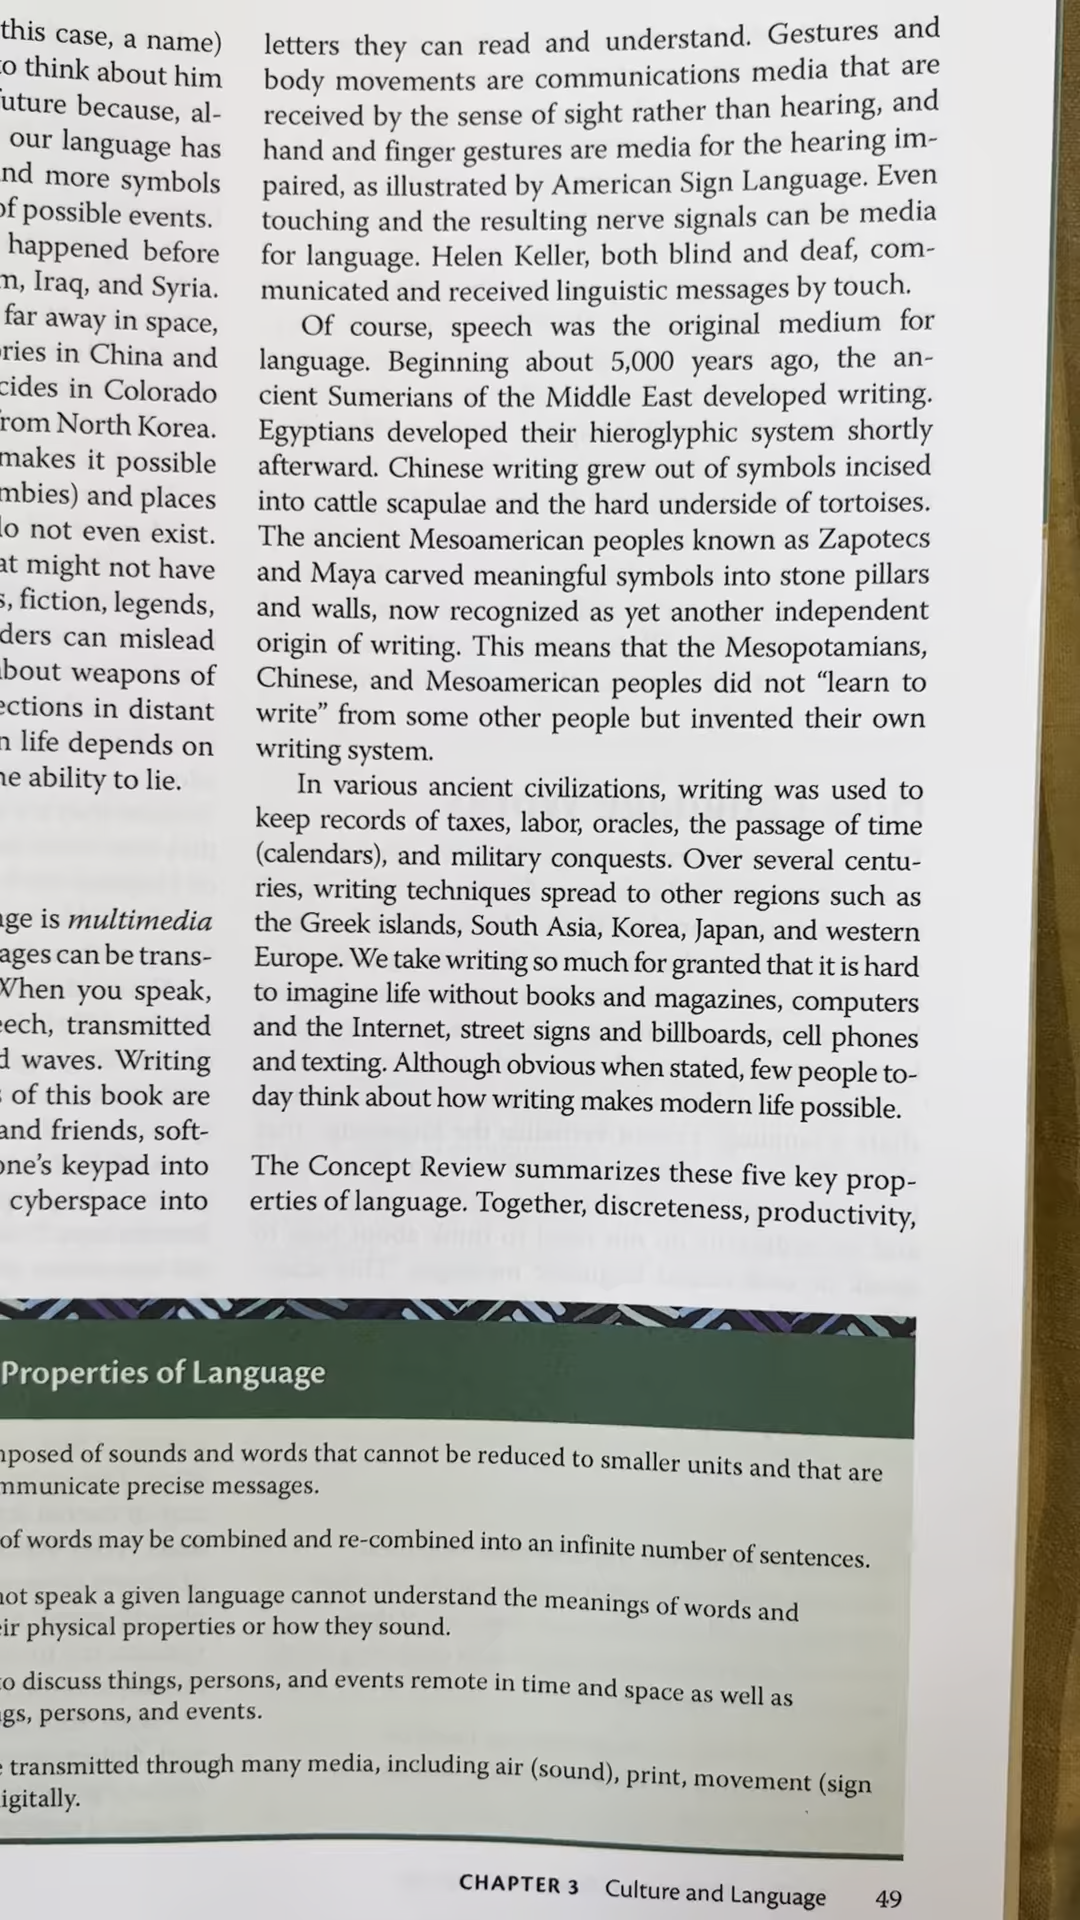 this case, a name)
think about him
because, al-
our language has
more symbols
of possible events.
happened before
Iraq, and Syria.
far away in space,
in China and
in Colorado
from North Korea.
makes it possible
and places
not even exist.
might not have
fiction, legends,
can mislead
about weapons of
in distant
life depends on
ability to lie.
is multimedia
can be trans-
When you speak,
transmitted
waves. Writing
of this book are
and friends, soft-
one's keypad into
cyberspace into
letters they can read and understand. Gestures and
body movements are communications media that are
received by the sense of sight rather than hearing, and
hand and finger gestures are media for the hearing im-
paired, as illustrated by American Sign Language. Even
touching and the resulting nerve signals can be media
for language. Helen Keller, both blind and deaf, com-
municated and received linguistic messages by touch.
Of course, speech was the original medium for
language. Beginning about 5,000 years ago, the an-
cient Sumerians of the Middle East developed writing.
Egyptians developed their hieroglyphic system shortly
afterward. Chinese writing grew out of symbols incised
into cattle scapulae and the hard underside of tortoises.
The ancient Mesoamerican peoples known as Zapotecs
and Maya carved meaningful symbols into stone pillars
and walls, now recognized as yet another independent
origin of writing. This means that the Mesopotamians,
Chinese, and Mesoamerican peoples did not “learn to
write” from some other people but invented their own
writing system.
In various ancient civilizations, writing was used to
keep records of taxes, labor, oracles, the passage of time
(calendars), and military conquests. Over several centu-
ries, writing techniques spread to other regions such as
the Greek islands, South Asia, Korea, Japan, and western
Europe. We take writing so much for granted that it is hard
to imagine life without books and magazines, computers
and the Internet, street signs and billboards, cell phones
and texting. Although obvious when stated, few people to-
day think about how writing makes modern life possible.
The Concept Review summarizes these five key prop-
erties of language. Together, discreteness, productivity,
Properties of Language
of sounds and words that cannot be reduced to smaller units and that are
precise messages.
of words may be combined and re-combined into an infinite number of sentences.
not speak a given language cannot understand the meanings of words and
physical properties or how they sound.
to discuss things, persons, and events remote in time and space as well as
persons, and events.
transmitted through many media, including air (sound), print, movement (sign
CHAPTER 3 Culture and Language 49